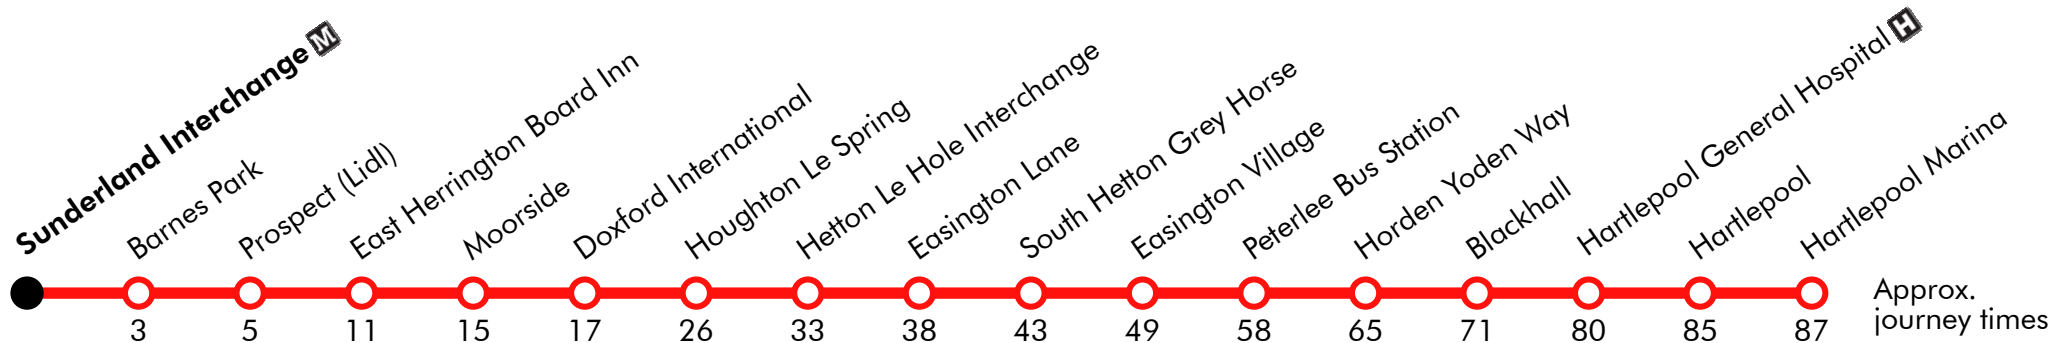 Sunderland Interchange M
Barnes Park
Prospect (Lidl)
East Herrington Board Inn
Moorside
Doxford International
Houghton Le Spring
Hetton Le Hole Interchange
Easington Lane
South Hetton Grey Horse
Easington Village
Peterlee Bus Station
Horden Yoden Way
Blackhall
Hartlepool General Hospital H
Hartlepool
Hartlepool Marina
3 5 11 15 17 26 33 38 43 49 58 65 71 80 85 87
Approx.
journey times